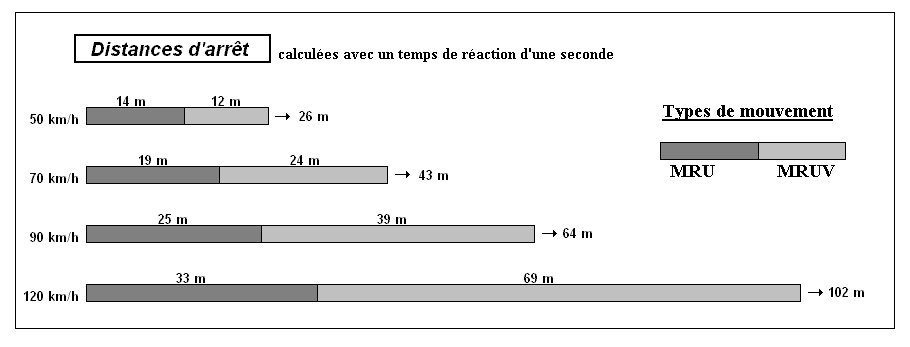 Distances d'arrêt calculées avec un temps de réaction d'une seconde
14 m 12 m
50 km/h → 26 m
Types de mouvement
MRU MRUV
19 m 24 m
70 km/h → 43 m
25 m 39 m
90 km/h → 64 m
33 m 69 m
120 km/h → 102 m